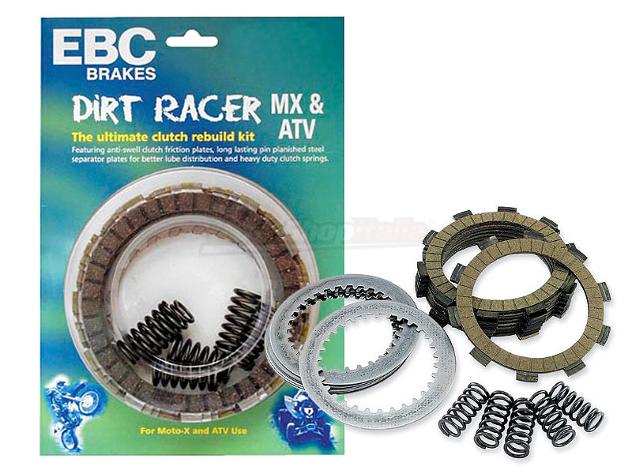 EBC
BRAKES
DIRT RACER MX &
ATV
The ultimate clutch rebuild kit
Featuring anti-swell clutch friction plates, long lasting pin planished steel
separator plates for better lube distribution and heavy duty clutch springs.
For Moto-X and ATV Use